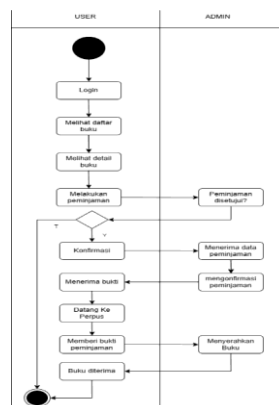 USER
ADMIN
Login
Melihat daftar
buku
Melihat detail
buku
Melakukan
peminjaman
Peminjaman
disetujui?
T
Y
Konfirmasi
Menerima data
peminjaman
Menerima bukti
mengonfirmasi
peminjaman
Datang Ke
Perpus
Memberi bukti
peminjaman
Menyerahkan
Buku
Buku diterima